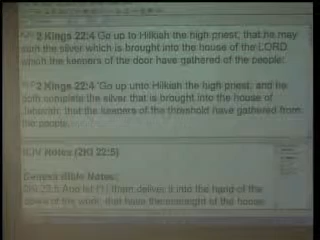 2 Kings 22:4 Go up to Hilkiah the high priest, that he may
sum the silver which is brought into the house of the LORD
which the keepers of the door have gathered of the people:
2 Kings 22:4 'Go up unto Hilkiah the high priest, and he
doth complete the silver that is brought into the house of
Jehovah, that the keepers of the threshold have gathered from
the people,
KJV Notes (2KI 22:5)
Geneva Bible Notes:
2KI 22:5 And let {1} them deliver it into the hand of the
doers of the work, that have the oversight of the house